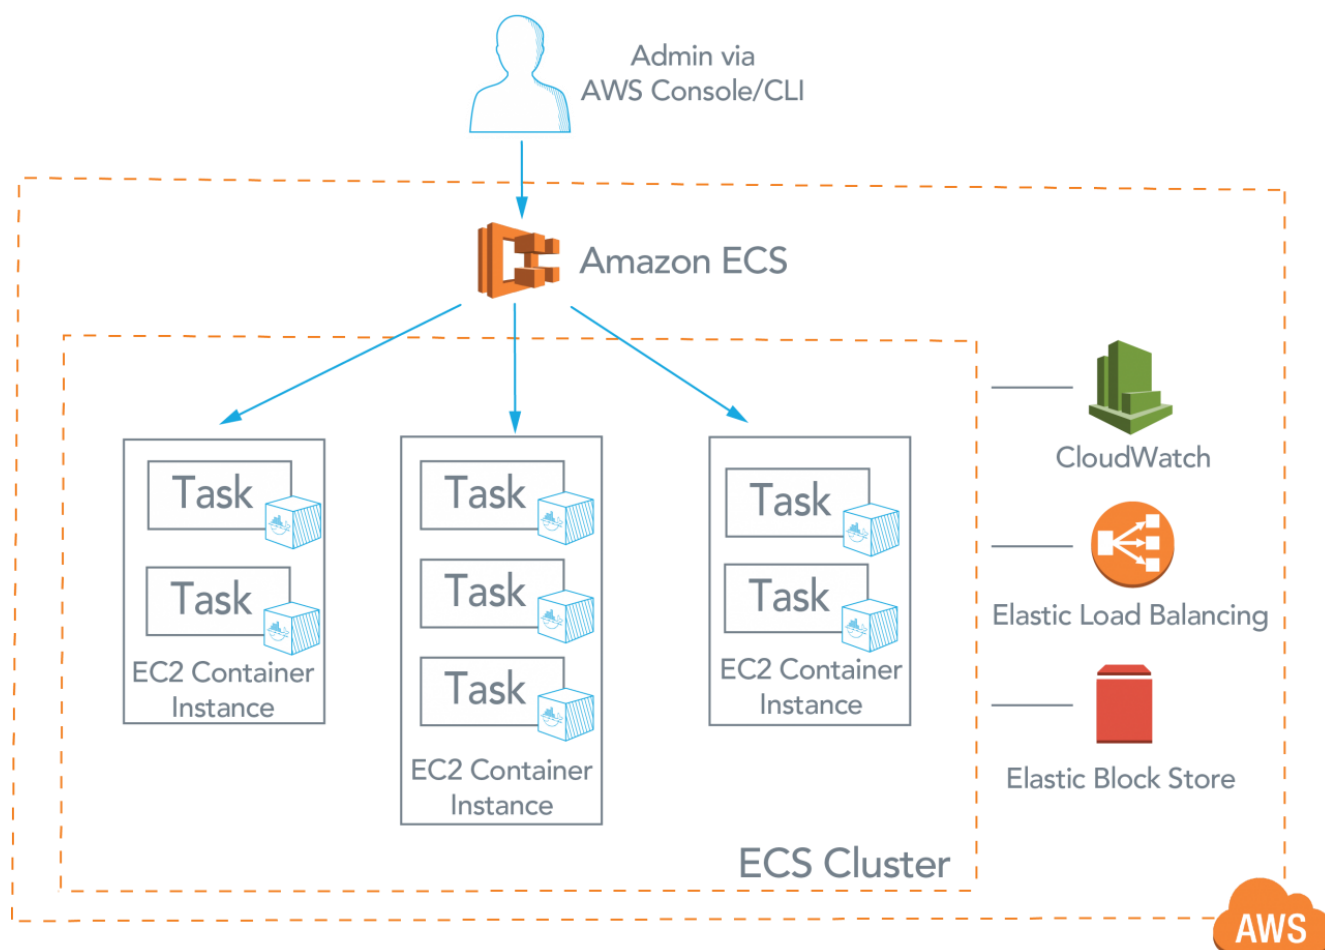 Admin via
AWS Console/CLI
Amazon ECS
Task
Task
EC2 Container
Instance
Task
Task
Task
EC2 Container
Instance
Task
Task
EC2 Container
Instance
ECS Cluster
CloudWatch
Elastic Load Balancing
Elastic Block Store
AWS